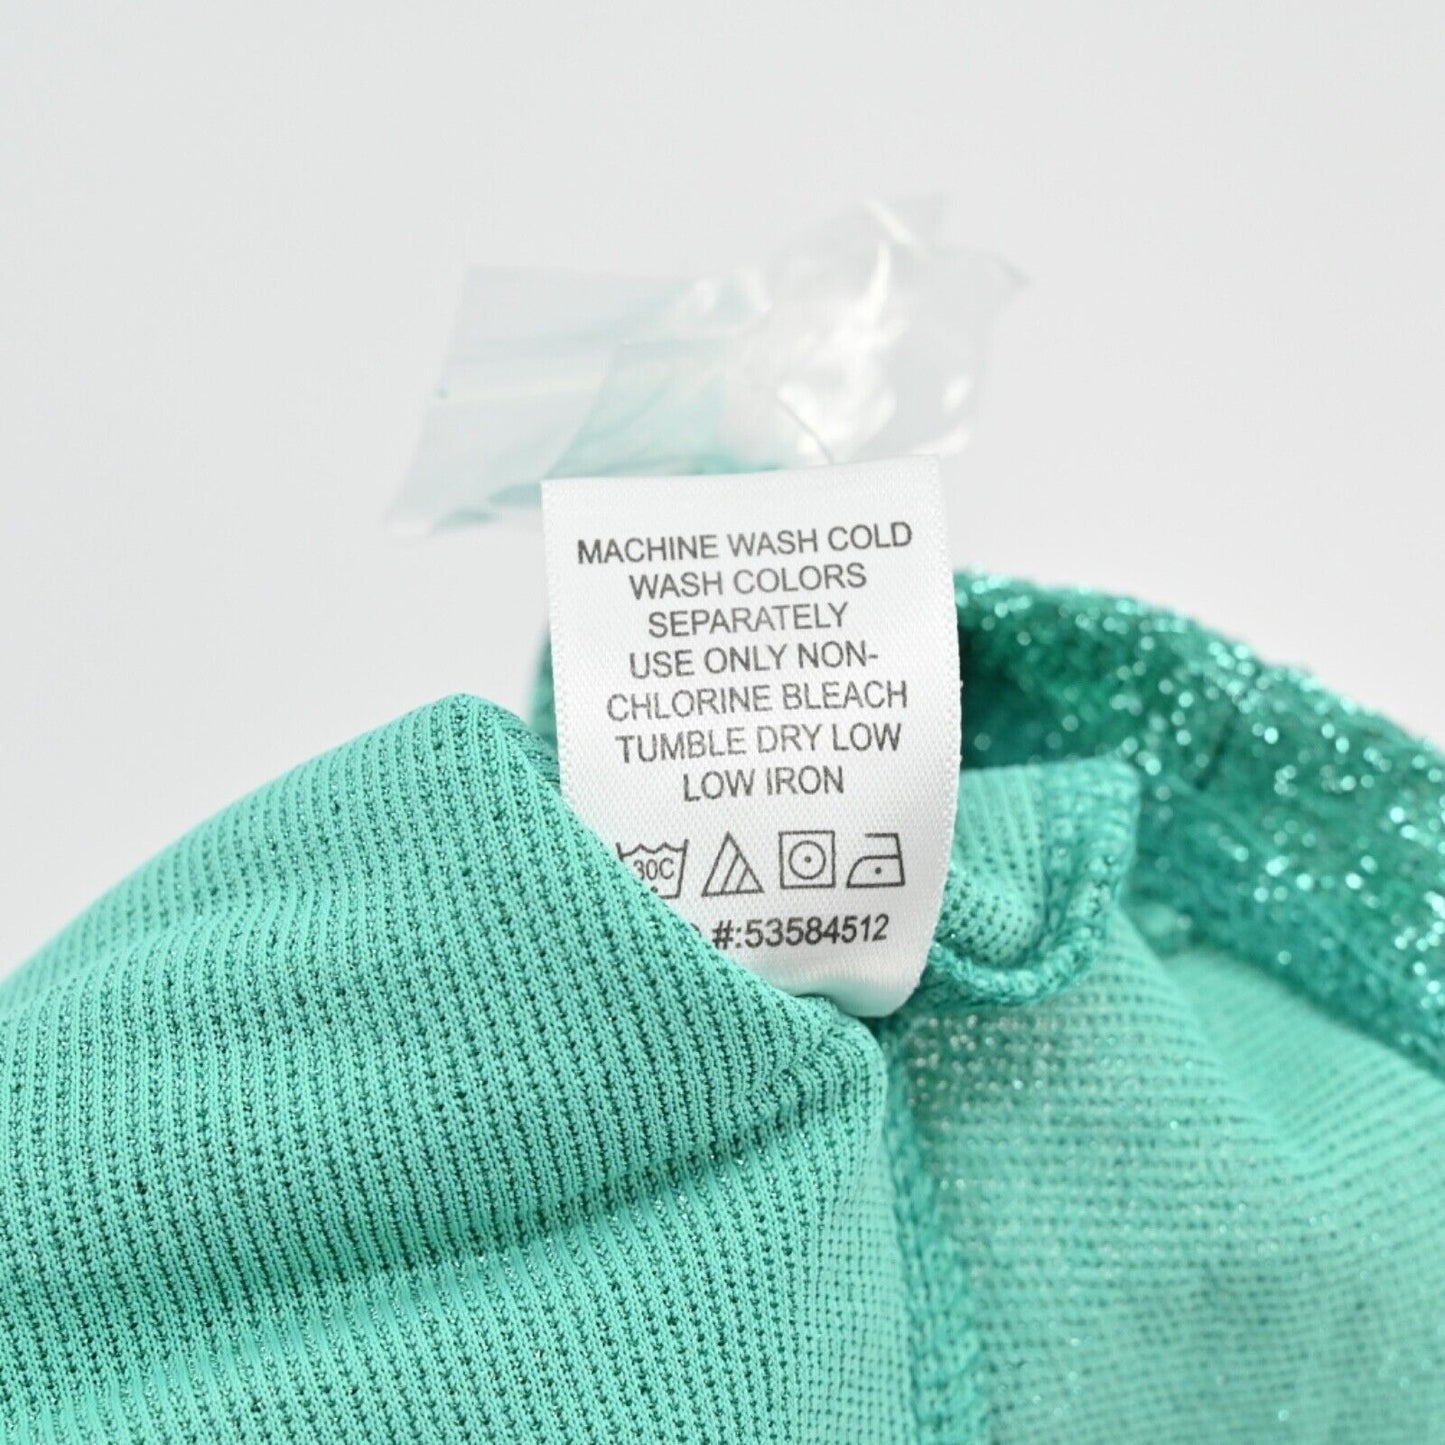 MACHINE WASH COLD
WASH COLORS
SEPARATELY
USE ONLY NON-
CHLORINE BLEACH
TUMBLE DRY LOW
LOW IRON
30C
#:53584512